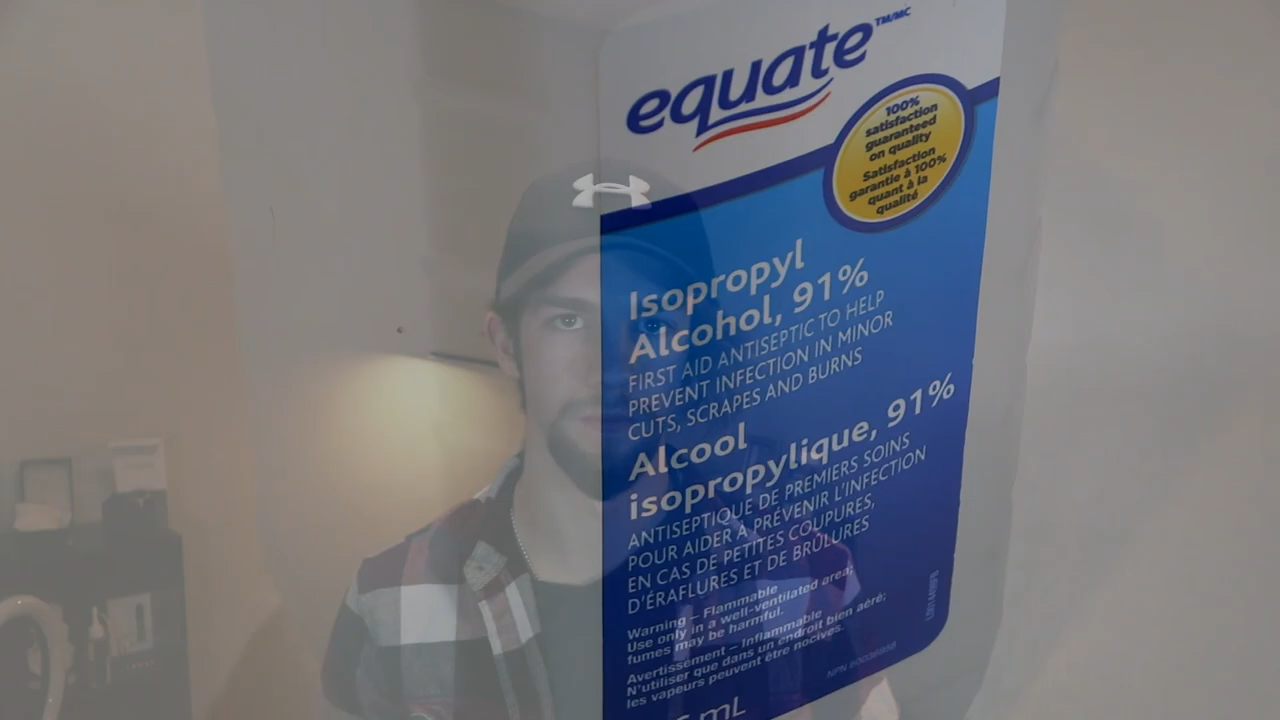 equate TM/MC
100%
satisfaction
guaranteed
on quality
Satisfaction
garantie à 100%
quant à la
qualité
Isopropyl
Alcohol, 91%
FIRST AID ANTISEPTIC TO HELP
PREVENT INFECTION IN MINOR
CUTS, SCRAPES AND BURNS
Alcool
isopropylique, 91%
ANTISEPTIQUE DE PREMIERS SOINS
POUR AIDER À PRÉVENIR L'INFECTION
EN CAS DE PETITES COUPURES,
D'ÉRAFLURES ET DE BRÛLURES
Warning – Flammable
Use only in a well-ventilated area;
fumes may be harmful.
Avertissement – Inflammable
N'utiliser que dans un endroit bien aéré;
les vapeurs peuvent être nocives.
NPN
mL